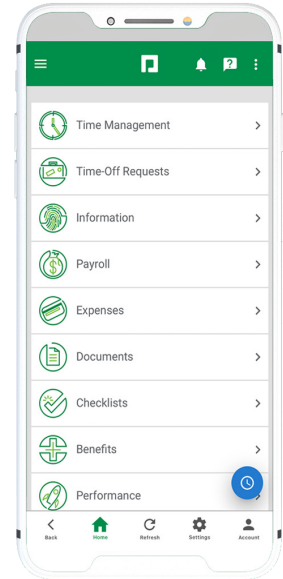 Time Management
Time-Off Requests
Information
Payroll
Expenses
Documents
Checklists
Benefits
Performance
Back Home Refresh Settings Account